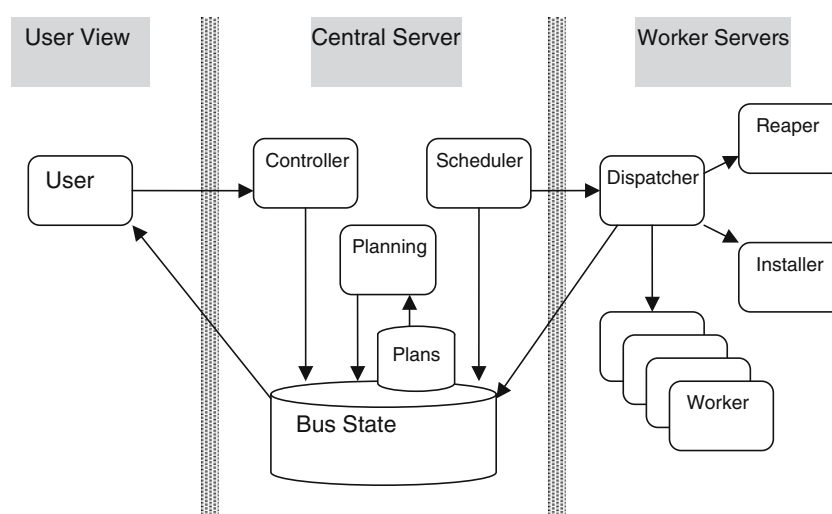 User View
Central Server
Worker Servers
Reaper
Controller
Scheduler
User
Dispatcher
Planning
Installer
Plans
Worker
Bus State